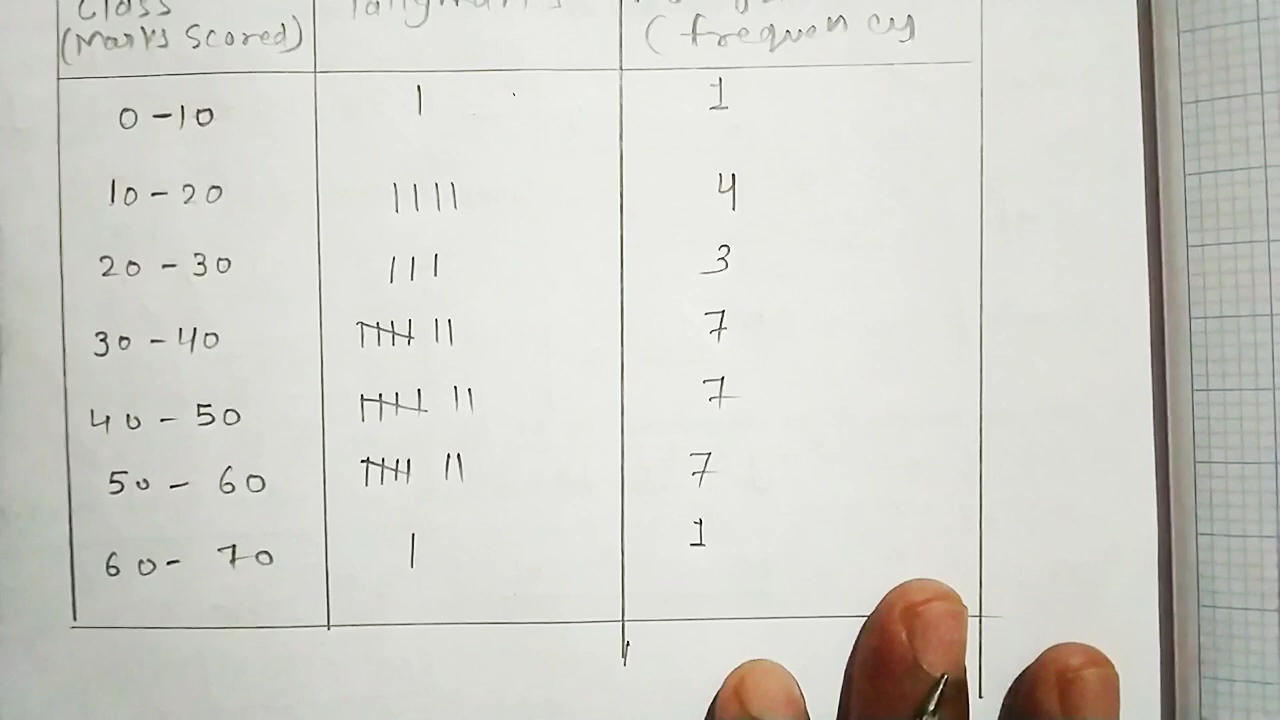 Class
(Marks Scored)
(frequency
0-10 | 1
10-20 |||| 4
20-30 ||| 3
30-40 |||| || 7
40-50 |||| || 7
50-60 |||| || 7
60-70 | 1